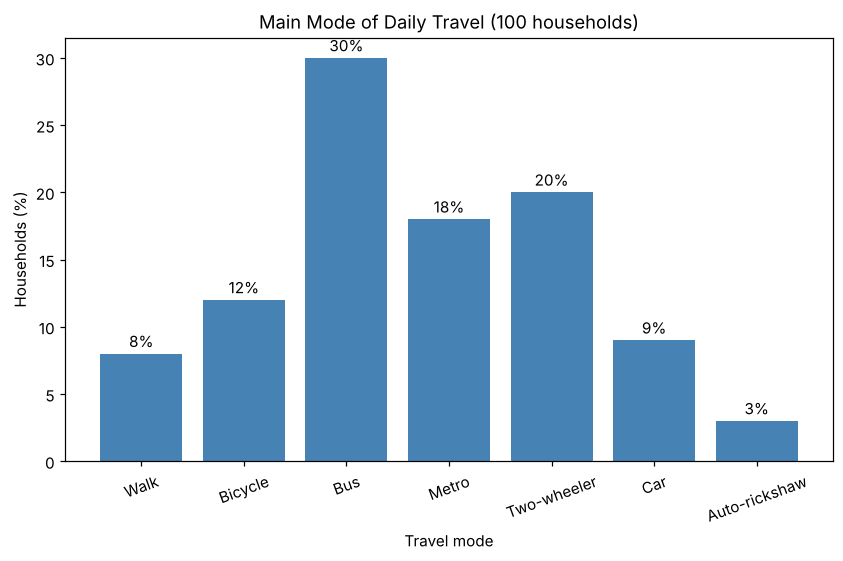 Main Mode of Daily Travel (100 households)
Households (%)
30
25
20
15
10
5
0
8%
12%
30%
18%
20%
9%
3%
Walk
Bicycle
Bus
Metro
Two-wheeler
Car
Auto-rickshaw
Travel mode